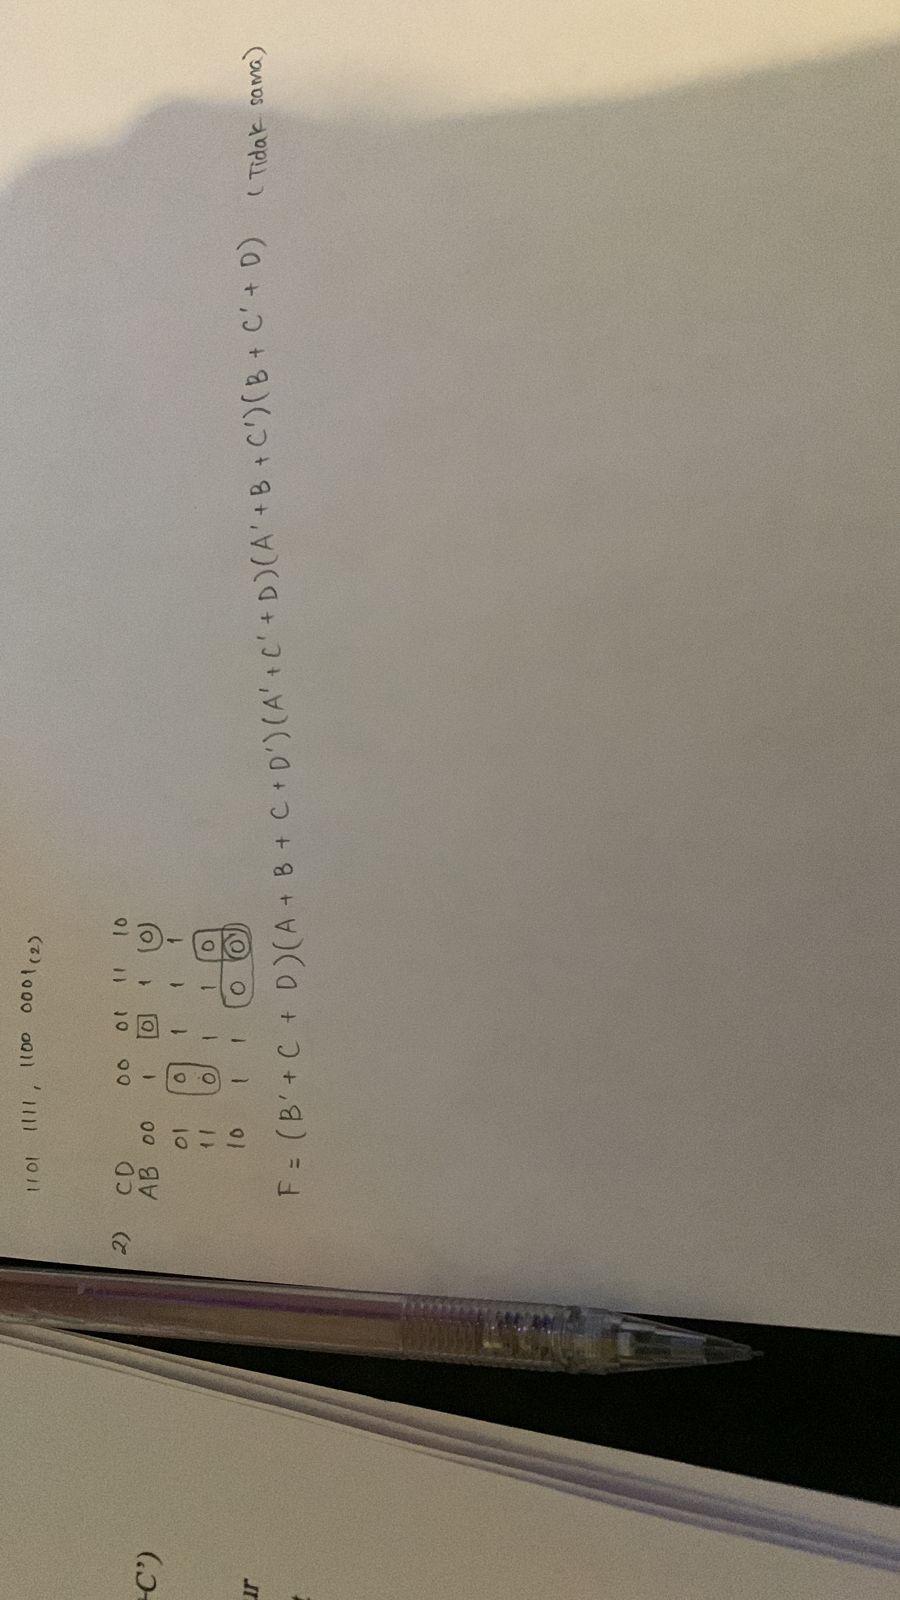 1101 1111, 1100 0001(2)
-C’)
2) CD 00 01 11 10
AB 00 1 0 1 0
01 0 1 1 1
11 0 1 1 0
10 1 1 0 0
F = (B' + C + D)(A + B + C + D')(A' + C' + D)(A' + B + C')(B + C' + D) (Tidak sama)